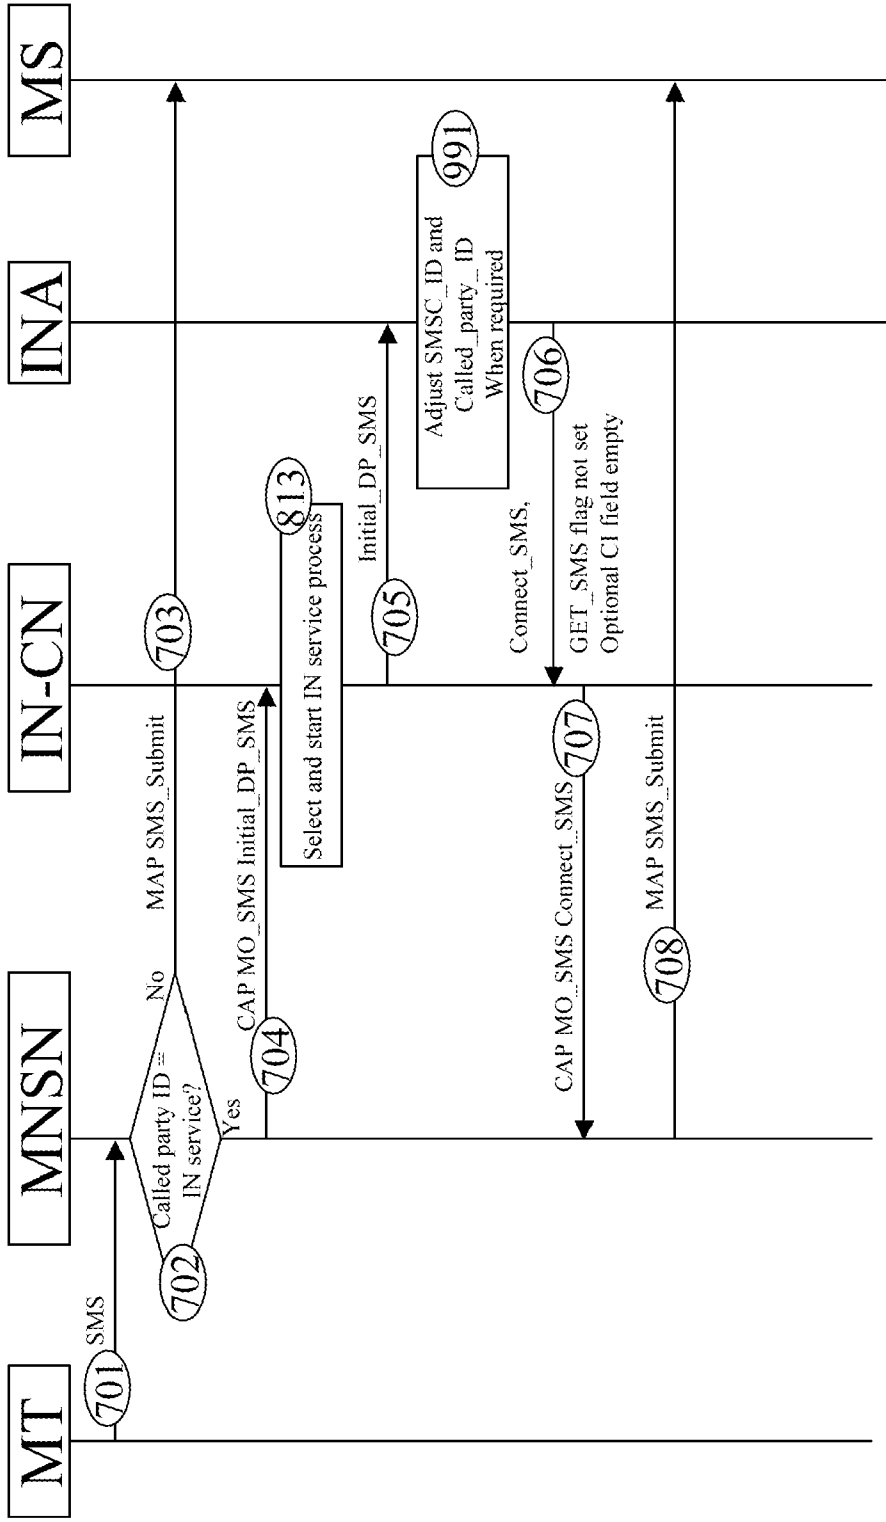 MT
MNSN
IN-CN
INA
MS
701
SMS
702
Called party ID =
IN service?
No
Yes
MAP SMS_Submit
703
704
CAP MO_SMS Initial_DP_SMS
813
Select and start IN service process
705
Initial_DP_SMS
991
Adjust SMSC_ID and
Called_party_ID
When required
706
Connect_SMS,
GET_SMS flag not set
Optional CI field empty
707
CAP MO_SMS Connect_SMS
708
MAP SMS_Submit